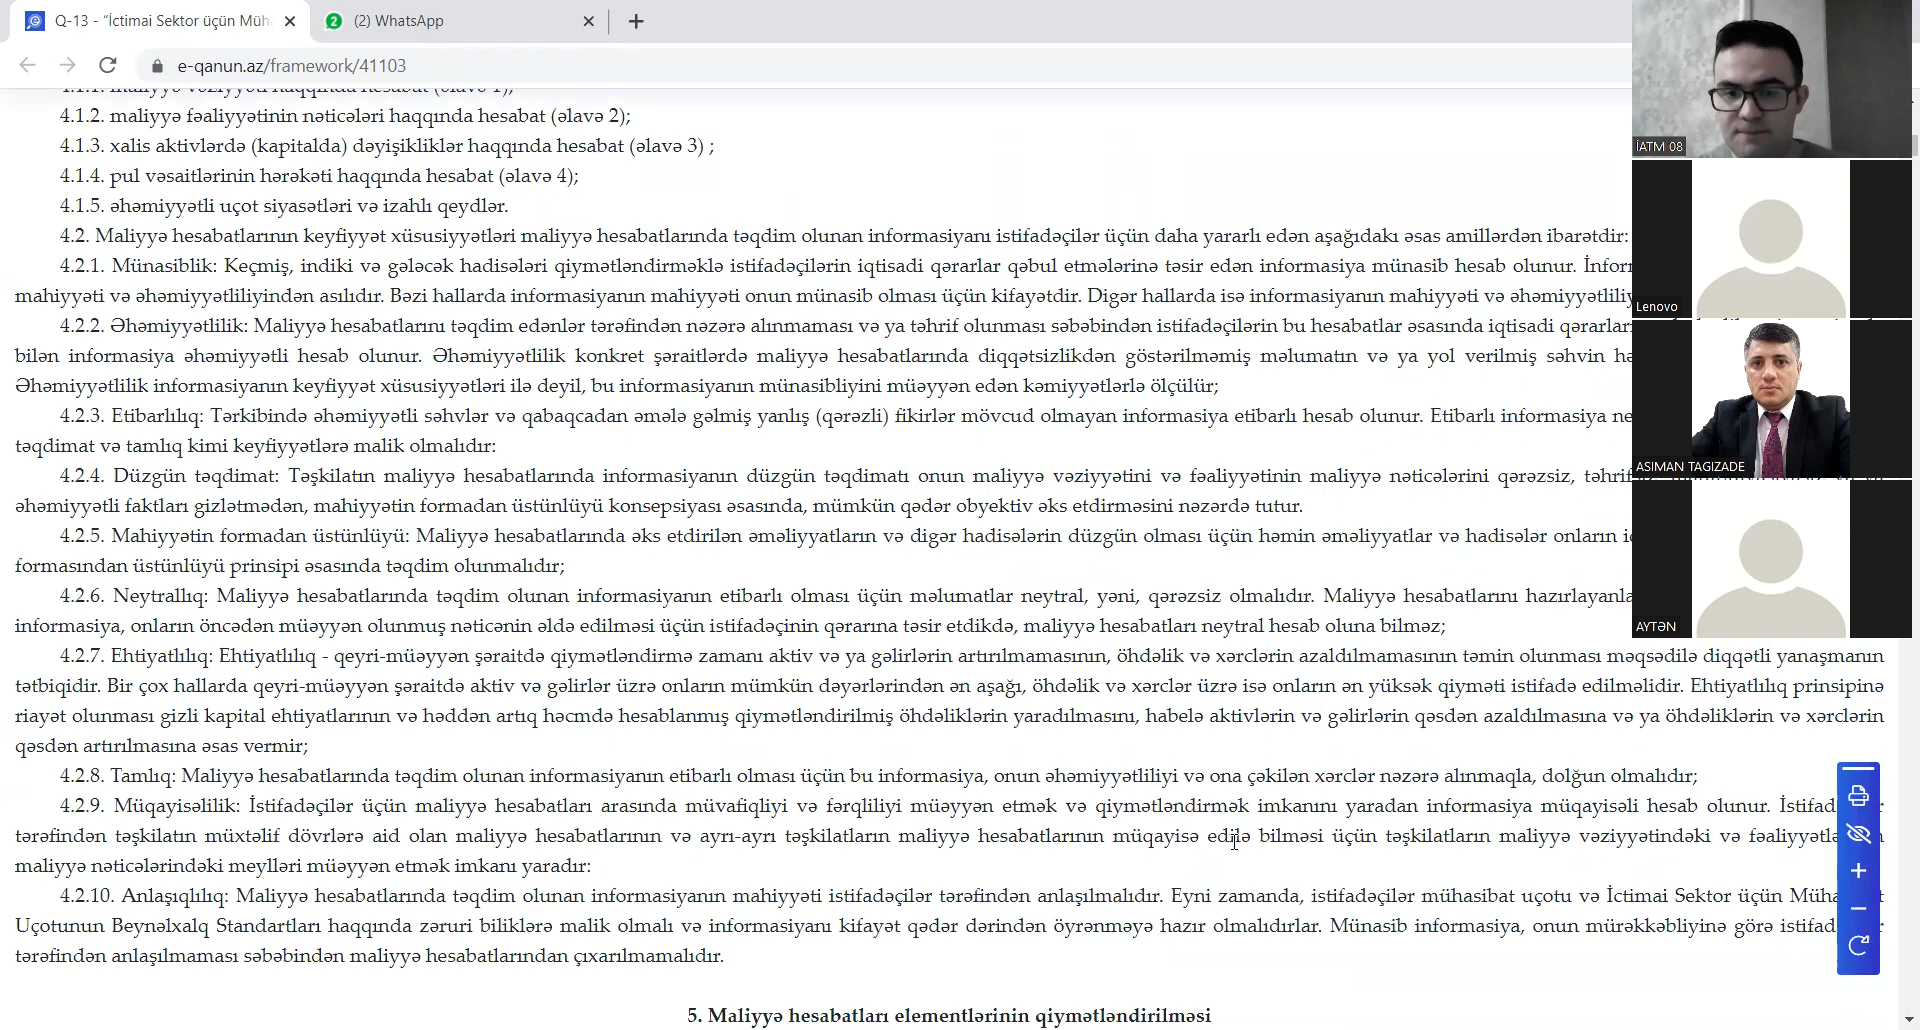 Q-13 - “İctimai Sektor üçün Müh
(2) WhatsApp
e-qanun.az/framework/41103
4.1.1. maliyyə vəziyyəti haqqında hesabat (əlavə 1);
4.1.2. maliyyə fəaliyyətinin nəticələri haqqında hesabat (əlavə 2);
4.1.3. xalis aktivlərdə (kapitalda) dəyişikliklər haqqında hesabat (əlavə 3) ;
4.1.4. pul vəsaitlərinin hərəkəti haqqında hesabat (əlavə 4);
4.1.5. əhəmiyyətli uçot siyasətləri və izahlı qeydlər.
4.2. Maliyyə hesabatlarının keyfiyyət xüsusiyyətləri maliyyə hesabatlarında təqdim olunan informasiyanı istifadəçilər üçün daha yararlı edən aşağıdakı əsas amillərdən ibarətdir:
4.2.1. Münasiblik: Keçmiş, indiki və gələcək hadisələri qiymətləndirməklə istifadəçilərin iqtisadi qərarlar qəbul etmələrinə təsir edən informasiya münasib hesab olunur. İnfor
mahiyyəti və əhəmiyyətliliyindən asılıdır. Bəzi hallarda informasiyanın mahiyyəti onun münasib olması üçün kifayətdir. Digər hallarda isə informasiyanın mahiyyəti və əhəmiyyətliliy
4.2.2. Əhəmiyyətlilik: Maliyyə hesabatlarını təqdim edənlər tərəfindən nəzərə alınmaması və ya təhrif olunması səbəbindən istifadəçilərin bu hesabatlar əsasında iqtisadi qərarları
bilən informasiya əhəmiyyətli hesab olunur. Əhəmiyyətlilik konkret şəraitlərdə maliyyə hesabatlarında diqqətsizlikdən göstərilməmiş məlumatın və ya yol verilmiş səhvin hə
Əhəmiyyətlilik informasiyanın keyfiyyət xüsusiyyətləri ilə deyil, bu informasiyanın münasibliyini müəyyən edən kəmiyyətlərlə ölçülür;
4.2.3. Etibarlılıq: Tərkibində əhəmiyyətli səhvlər və qabaqcadan əmələ gəlmiş yanlış (qərəzli) fikirlər mövcud olmayan informasiya etibarlı hesab olunur. Etibarlı informasiya ne
təqdimat və tamlıq kimi keyfiyyətlərə malik olmalıdır:
4.2.4. Düzgün təqdimat: Təşkilatın maliyyə hesabatlarında informasiyanın düzgün təqdimatı onun maliyyə vəziyyətini və fəaliyyətinin maliyyə nəticələrini qərəzsiz, təhrif
əhəmiyyətli faktları gizlətmədən, mahiyyətin formadan üstünlüyü konsepsiyası əsasında, mümkün qədər obyektiv əks etdirməsini nəzərdə tutur.
4.2.5. Mahiyyətin formadan üstünlüyü: Maliyyə hesabatlarında əks etdirilən əməliyyatların və digər hadisələrin düzgün olması üçün həmin əməliyyatlar və hadisələr onların
formasından üstünlüyü prinsipi əsasında təqdim olunmalıdır;
4.2.6. Neytrallıq: Maliyyə hesabatlarında təqdim olunan informasiyanın etibarlı olması üçün məlumatlar neytral, yəni, qərəzsiz olmalıdır. Maliyyə hesabatlarını hazırlayanla
informasiya, onların öncədən müəyyən olunmuş nəticənin əldə edilməsi üçün istifadəçinin qərarına təsir etdikdə, maliyyə hesabatları neytral hesab oluna bilməz;
4.2.7. Ehtiyatlılıq: Ehtiyatlılıq - qeyri-müəyyən şəraitdə qiymətləndirmə zamanı aktiv və ya gəlirlərin artırılmamasının, öhdəlik və xərclərin azaldılmamasının təmin olunması məqsədilə diqqətli yanaşmanın
tətbiqidir. Bir çox hallarda qeyri-müəyyən şəraitdə aktiv və gəlirlər üzrə onların mümkün dəyərlərindən ən aşağı, öhdəlik və xərclər üzrə isə onların ən yüksək qiyməti istifadə edilməlidir. Ehtiyatlılıq prinsipinə
riayət olunması gizli kapital ehtiyatlarının və həddən artıq həcmdə hesablanmış qiymətləndirilmiş öhdəliklərin yaradılmasını, habelə aktivlərin və gəlirlərin qəsdən azaldılmasına və ya öhdəliklərin və xərclərin
qəsdən artırılmasına əsas vermir;
4.2.8. Tamlıq: Maliyyə hesabatlarında təqdim olunan informasiyanın etibarlı olması üçün bu informasiya, onun əhəmiyyətliliyi və ona çəkilən xərclər nəzərə alınmaqla, dolğun olmalıdır;
4.2.9. Müqayisəlilik: İstifadəçilər üçün maliyyə hesabatları arasında müvafiqliyi və fərqliliyi müəyyən etmək və qiymətləndirmək imkanını yaradan informasiya müqayisəli hesab olunur. İstifad
tərəfindən təşkilatın müxtəlif dövrlərə aid olan maliyyə hesabatlarının və ayrı-ayrı təşkilatların maliyyə hesabatlarının müqayisə edilə bilməsi üçün təşkilatların maliyyə vəziyyətindəki və fəaliyyətlə
maliyyə nəticələrindəki meylləri müəyyən etmək imkanı yaradır:
4.2.10. Anlaşıqlılıq: Maliyyə hesabatlarında təqdim olunan informasiyanın mahiyyəti istifadəçilər tərəfindən anlaşılmalıdır. Eyni zamanda, istifadəçilər mühasibat uçotu və İctimai Sektor üçün Müha
Uçotunun Beynəlxalq Standartları haqqında zəruri biliklərə malik olmalı və informasiyanı kifayət qədər dərindən öyrənməyə hazır olmalıdırlar. Münasib informasiya, onun mürəkkəbliyinə görə istifad
tərəfindən anlaşılmaması səbəbindən maliyyə hesabatlarından çıxarılmamalıdır.
5. Maliyyə hesabatları elementlərinin qiymətləndirilməsi
İATM 08
Lenovo
ASIMAN TAGIZADE
AYTƏN